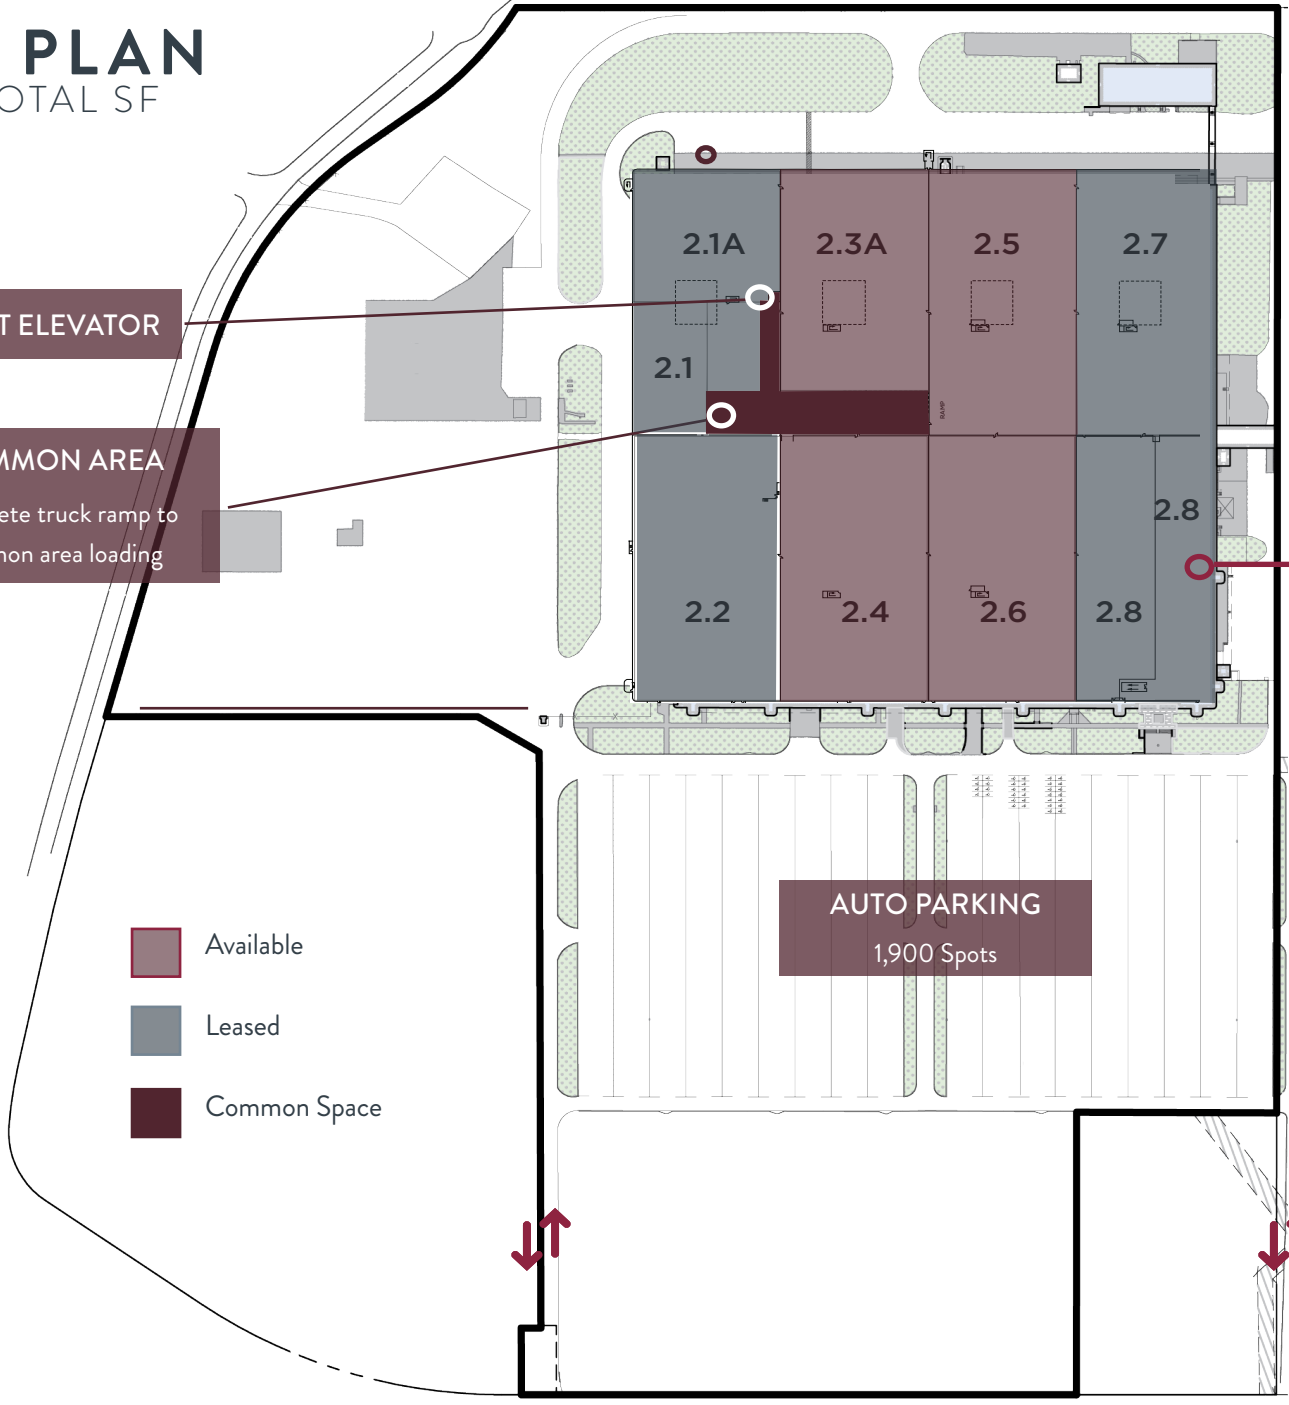 PLAN
OTAL SF
2.1A
2.3A
2.5
2.7
T ELEVATOR
2.1
RAMP
MMON AREA
ete truck ramp to
mon area loading
2.8
2.2
2.4
2.6
2.8
AUTO PARKING
1,900 Spots
Available
Leased
Common Space